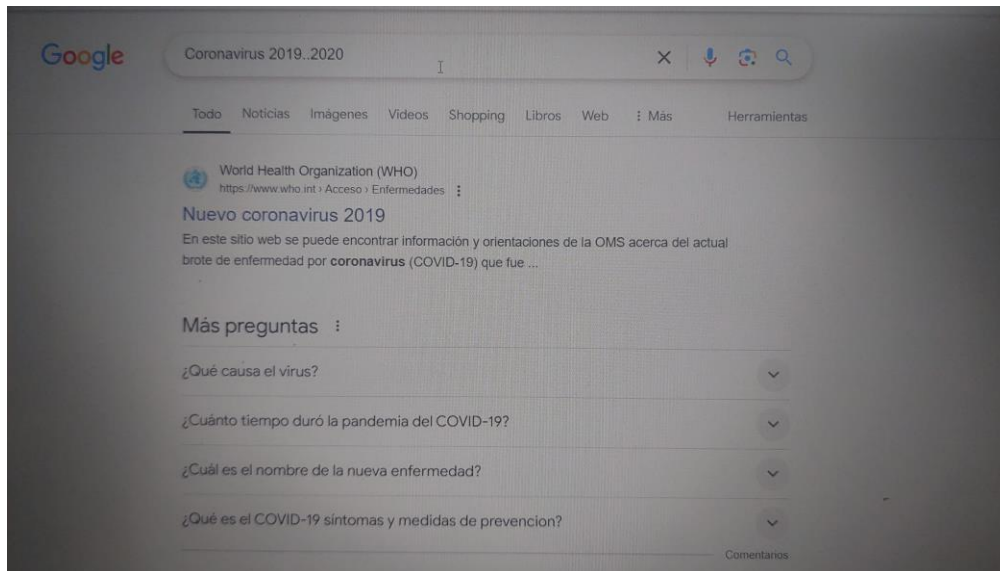 Google
Coronavirus 2019..2020
Todo Noticias Imágenes Videos Shopping Libros Web Más Herramientas
World Health Organization (WHO)
https://www.who.int › Acceso › Enfermedades
Nuevo coronavirus 2019
En este sitio web se puede encontrar información y orientaciones de la OMS acerca del actual
brote de enfermedad por coronavirus (COVID-19) que fue ...
Más preguntas
¿Qué causa el virus?
¿Cuánto tiempo duró la pandemia del COVID-19?
¿Cuál es el nombre de la nueva enfermedad?
¿Qué es el COVID-19 sintomas y medidas de prevencion?
Comentarios